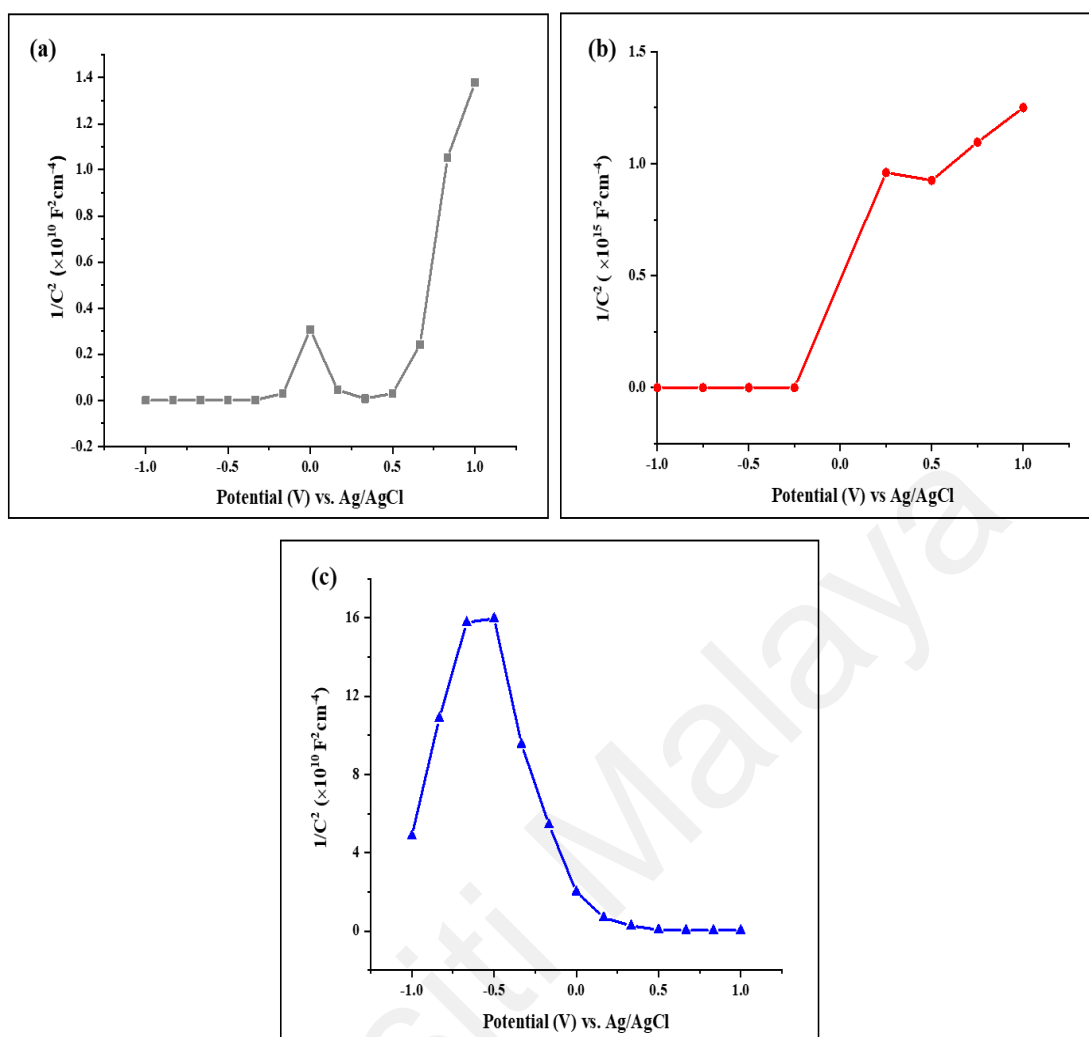 (a)
1.4
1.2
1.0
0.8
0.6
0.4
0.2
0.0
-0.2
1/C² (×10¹⁰ F²cm⁻⁴)
-1.0 -0.5 0.0 0.5 1.0
Potential (V) vs. Ag/AgCl
(b)
1.5
1.0
0.5
0.0
1/C² ( ×10¹⁵ F²cm⁻⁴)
-1.0 -0.5 0.0 0.5 1.0
Potential (V) vs Ag/AgCl
(c)
16
12
8
4
0
1/C² (×10¹⁰ F²cm⁻⁴)
-1.0 -0.5 0.0 0.5 1.0
Potential (V) vs. Ag/AgCl
siti Malaya